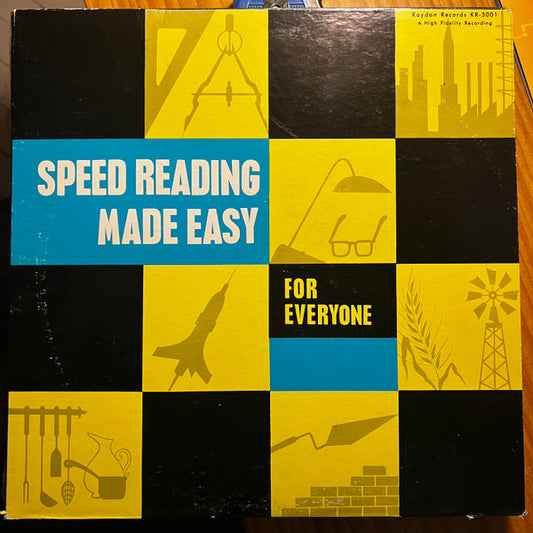 Kaydan Records KR-5001
A High Fidelity Recording
SPEED READING
MADE EASY
FOR
EVERYONE